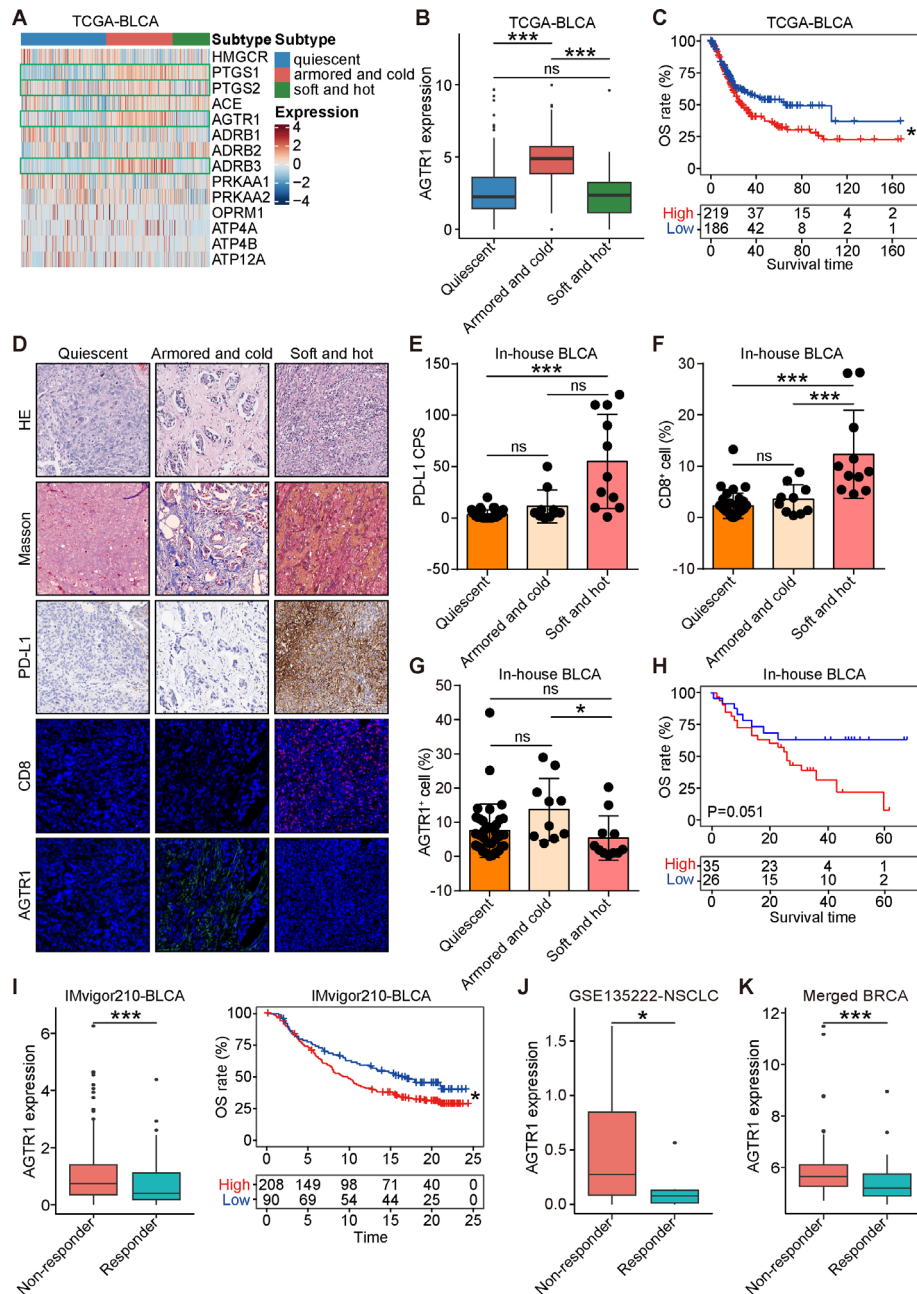 A
TCGA-BLCA
Subtype
HMGCR
PTGS1
PTGS2
ACE
AGTR1
ADRB1
ADRB2
ADRB3
PRKAA1
PRKAA2
OPRM1
ATP4A
ATP4B
ATP12A
Subtype
quiescent
armored and cold
soft and hot
Expression
4
2
0
−2
−4
B
TCGA-BLCA
***
***
ns
AGTR1 expression
10
5
0
Quiescent
Armored and cold
Soft and hot
C
TCGA-BLCA
OS rate (%)
100
75
50
25
0
*
0 40 80 120 160
High 219 37 15 4 2
Low 186 42 8 2 1
0 40 80 120 160
Survival time
D
Quiescent Armored and cold Soft and hot
HE
Masson
PD-L1
CD8
AGTR1
E
In-house BLCA
***
ns
ns
PD-L1 CPS
150
100
50
0
-50
Quiescent
Armored and cold
Soft and hot
F
In-house BLCA
***
***
ns
CD8⁺ cell (%)
30
20
10
0
-10
Quiescent
Armored and cold
Soft and hot
G
In-house BLCA
ns
*
ns
AGTR1⁺ cell (%)
50
40
30
20
10
0
-10
Quiescent
Armored and cold
Soft and hot
H
In-house BLCA
OS rate (%)
100
75
50
25
0
P=0.051
0 20 40 60
High 35 23 4 1
Low 26 15 10 2
0 20 40 60
Survival time
I
IMvigor210-BLCA
***
AGTR1 expression
6
4
2
0
Non-responder
Responder
IMvigor210-BLCA
OS rate (%)
100
75
50
25
0
*
0 5 10 15 20 25
High 208 149 98 71 40 0
Low 90 69 54 44 25 0
0 5 10 15 20 25
Time
J
GSE135222-NSCLC
*
AGTR1 expression
1.5
1.0
0.5
0.0
Non-responder
Responder
K
Merged BRCA
***
AGTR1 expression
12
10
8
6
Non-responder
Responder